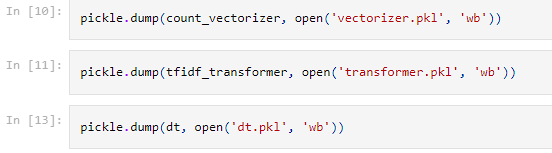 In [10]:
pickle.dump(count_vectorizer, open('vectorizer.pkl', 'wb'))
In [11]:
pickle.dump(tfidf_transformer, open('transformer.pkl', 'wb'))
In [13]:
pickle.dump(dt, open('dt.pkl', 'wb'))